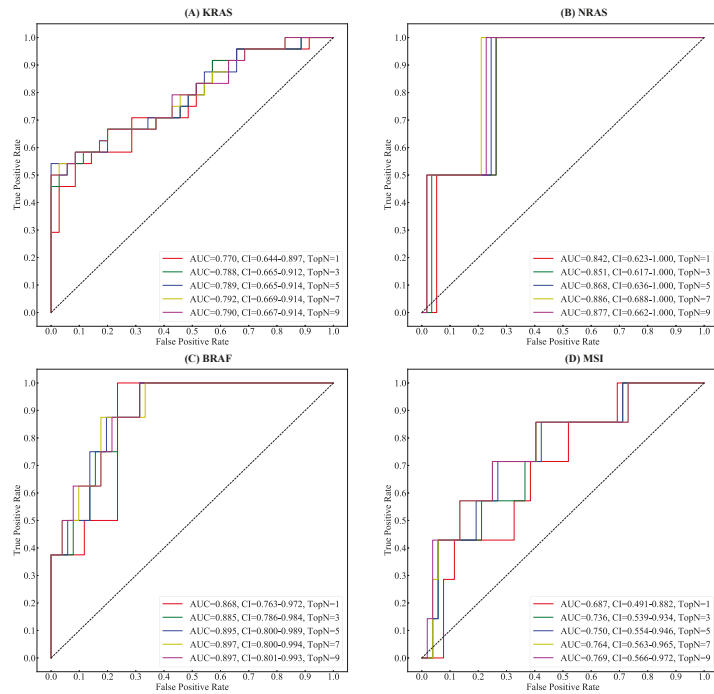 (A) KRAS
1.0
0.9
0.8
0.7
0.6
0.5
0.4
0.3
0.2
0.1
0.0
True Positive Rate
AUC=0.770, CI=0.644-0.897, TopN=1
AUC=0.788, CI=0.665-0.912, TopN=3
AUC=0.789, CI=0.665-0.914, TopN=5
AUC=0.792, CI=0.669-0.914, TopN=7
AUC=0.790, CI=0.667-0.914, TopN=9
0.0 0.1 0.2 0.3 0.4 0.5 0.6 0.7 0.8 0.9 1.0
False Positive Rate
(B) NRAS
1.0
0.9
0.8
0.7
0.6
0.5
0.4
0.3
0.2
0.1
0.0
True Positive Rate
AUC=0.842, CI=0.623-1.000, TopN=1
AUC=0.851, CI=0.617-1.000, TopN=3
AUC=0.868, CI=0.636-1.000, TopN=5
AUC=0.886, CI=0.688-1.000, TopN=7
AUC=0.877, CI=0.662-1.000, TopN=9
0.0 0.1 0.2 0.3 0.4 0.5 0.6 0.7 0.8 0.9 1.0
False Positive Rate
(C) BRAF
1.0
0.9
0.8
0.7
0.6
0.5
0.4
0.3
0.2
0.1
0.0
True Positive Rate
AUC=0.868, CI=0.763-0.972, TopN=1
AUC=0.885, CI=0.786-0.984, TopN=3
AUC=0.895, CI=0.800-0.989, TopN=5
AUC=0.897, CI=0.800-0.994, TopN=7
AUC=0.897, CI=0.801-0.993, TopN=9
0.0 0.1 0.2 0.3 0.4 0.5 0.6 0.7 0.8 0.9 1.0
False Positive Rate
(D) MSI
1.0
0.9
0.8
0.7
0.6
0.5
0.4
0.3
0.2
0.1
0.0
True Positive Rate
AUC=0.687, CI=0.491-0.882, TopN=1
AUC=0.736, CI=0.539-0.934, TopN=3
AUC=0.750, CI=0.554-0.946, TopN=5
AUC=0.764, CI=0.563-0.965, TopN=7
AUC=0.769, CI=0.566-0.972, TopN=9
0.0 0.1 0.2 0.3 0.4 0.5 0.6 0.7 0.8 0.9 1.0
False Positive Rate